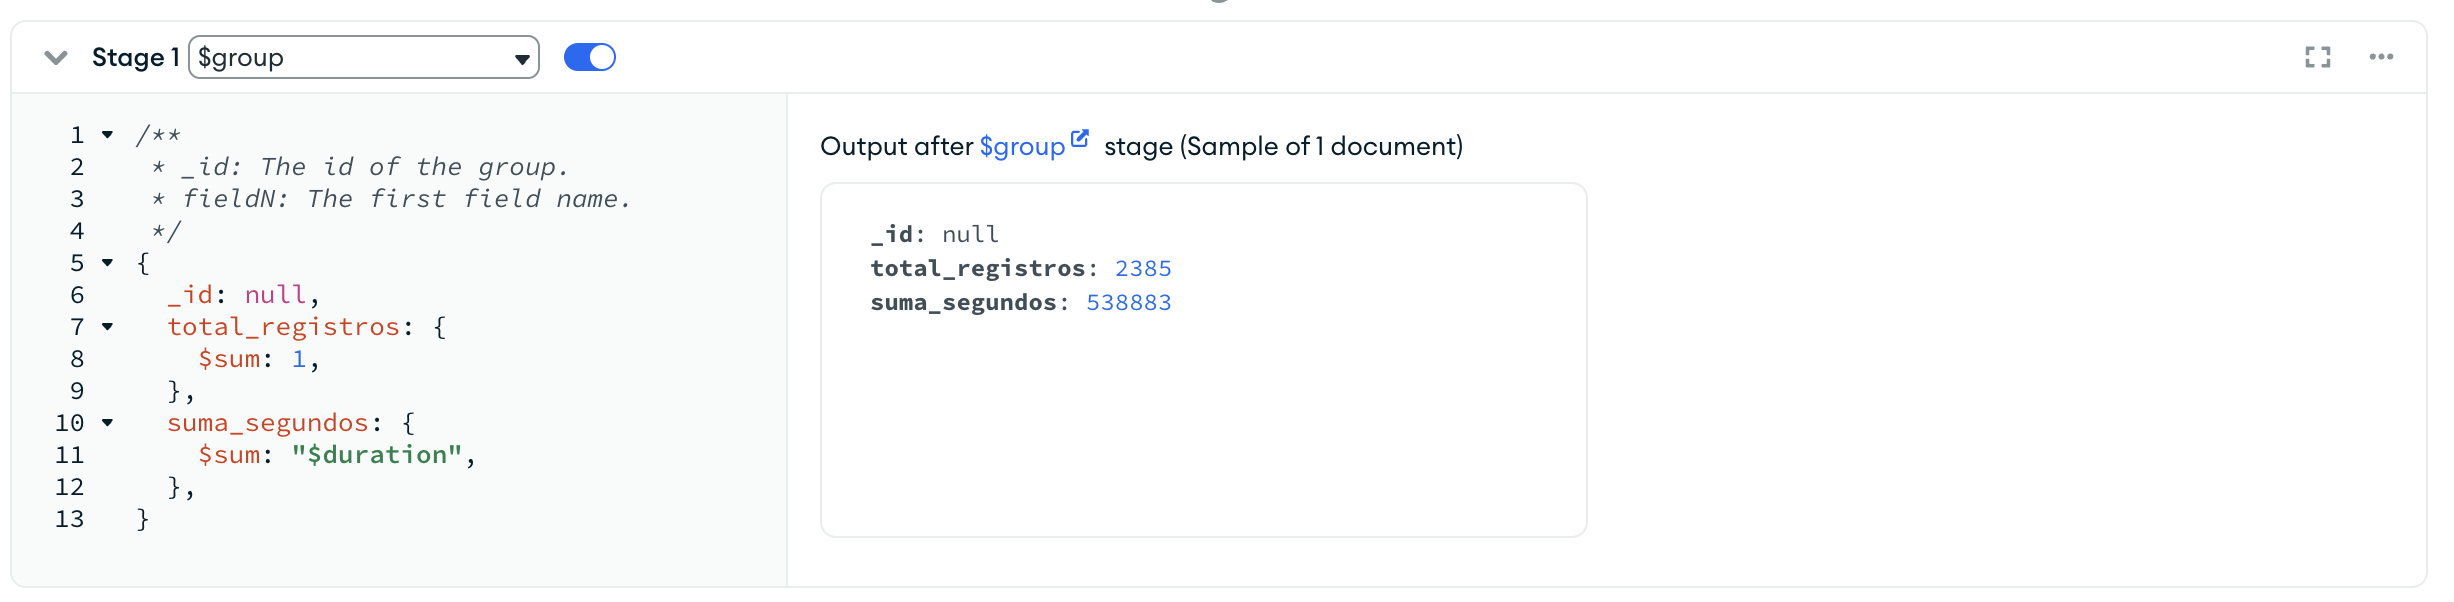 Stage 1 $group
1 /**
2 * _id: The id of the group.
3 * fieldN: The first field name.
4 */
5 {
6 _id: null,
7 total_registros: {
8 $sum: 1,
9 },
10 suma_segundos: {
11 $sum: "$duration",
12 },
13 }
Output after $group stage (Sample of 1 document)
_id: null
total_registros: 2385
suma_segundos: 538883